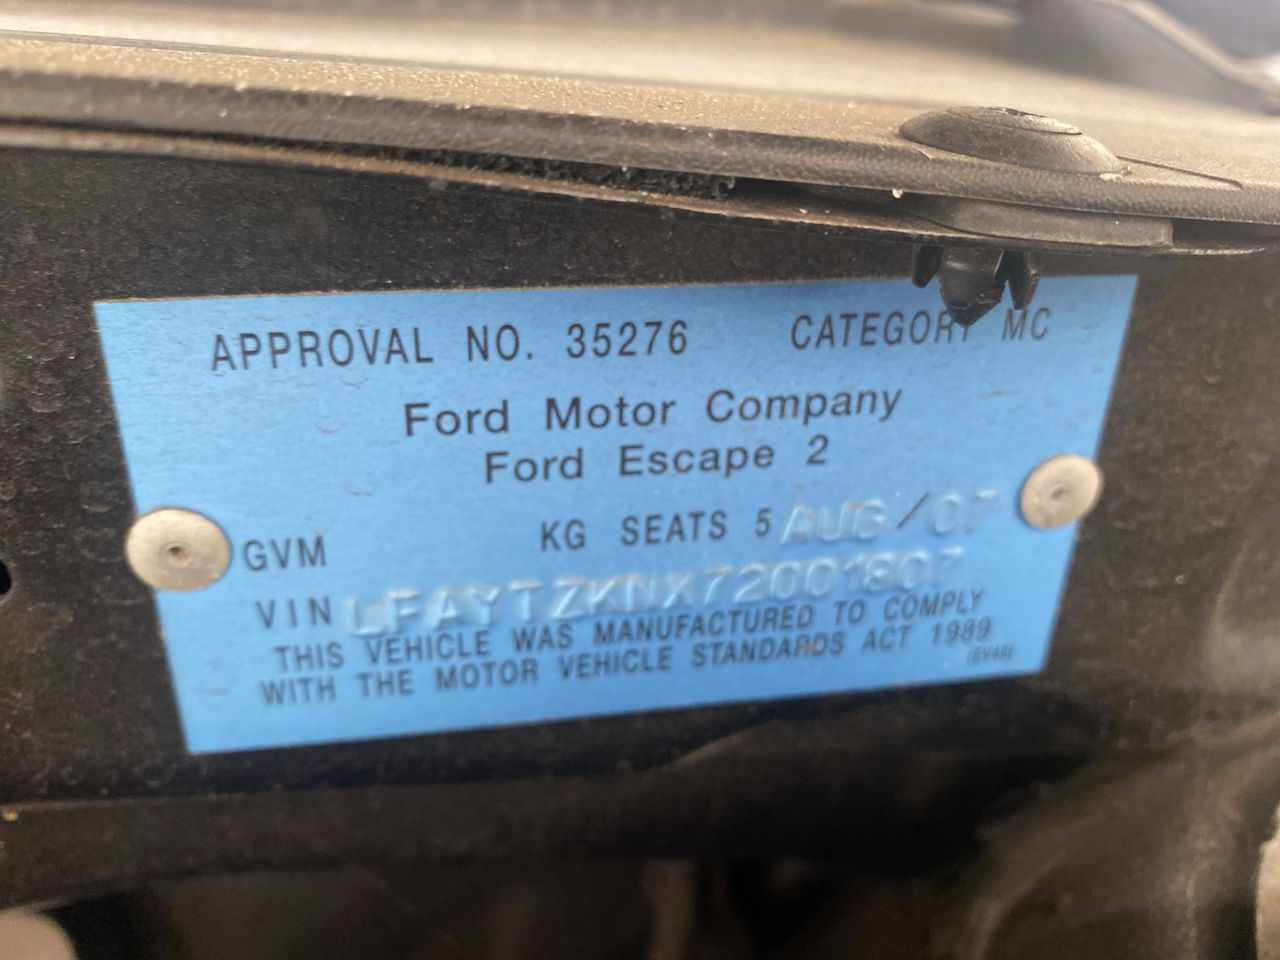 APPROVAL NO. 35276 CATEGORY MC
Ford Motor Company
Ford Escape 2
GVM KG SEATS 5 AUG/07
VIN LFAYTZKNX72001807
THIS VEHICLE WAS MANUFACTURED TO COMPLY
WITH THE MOTOR VEHICLE STANDARDS ACT 1989